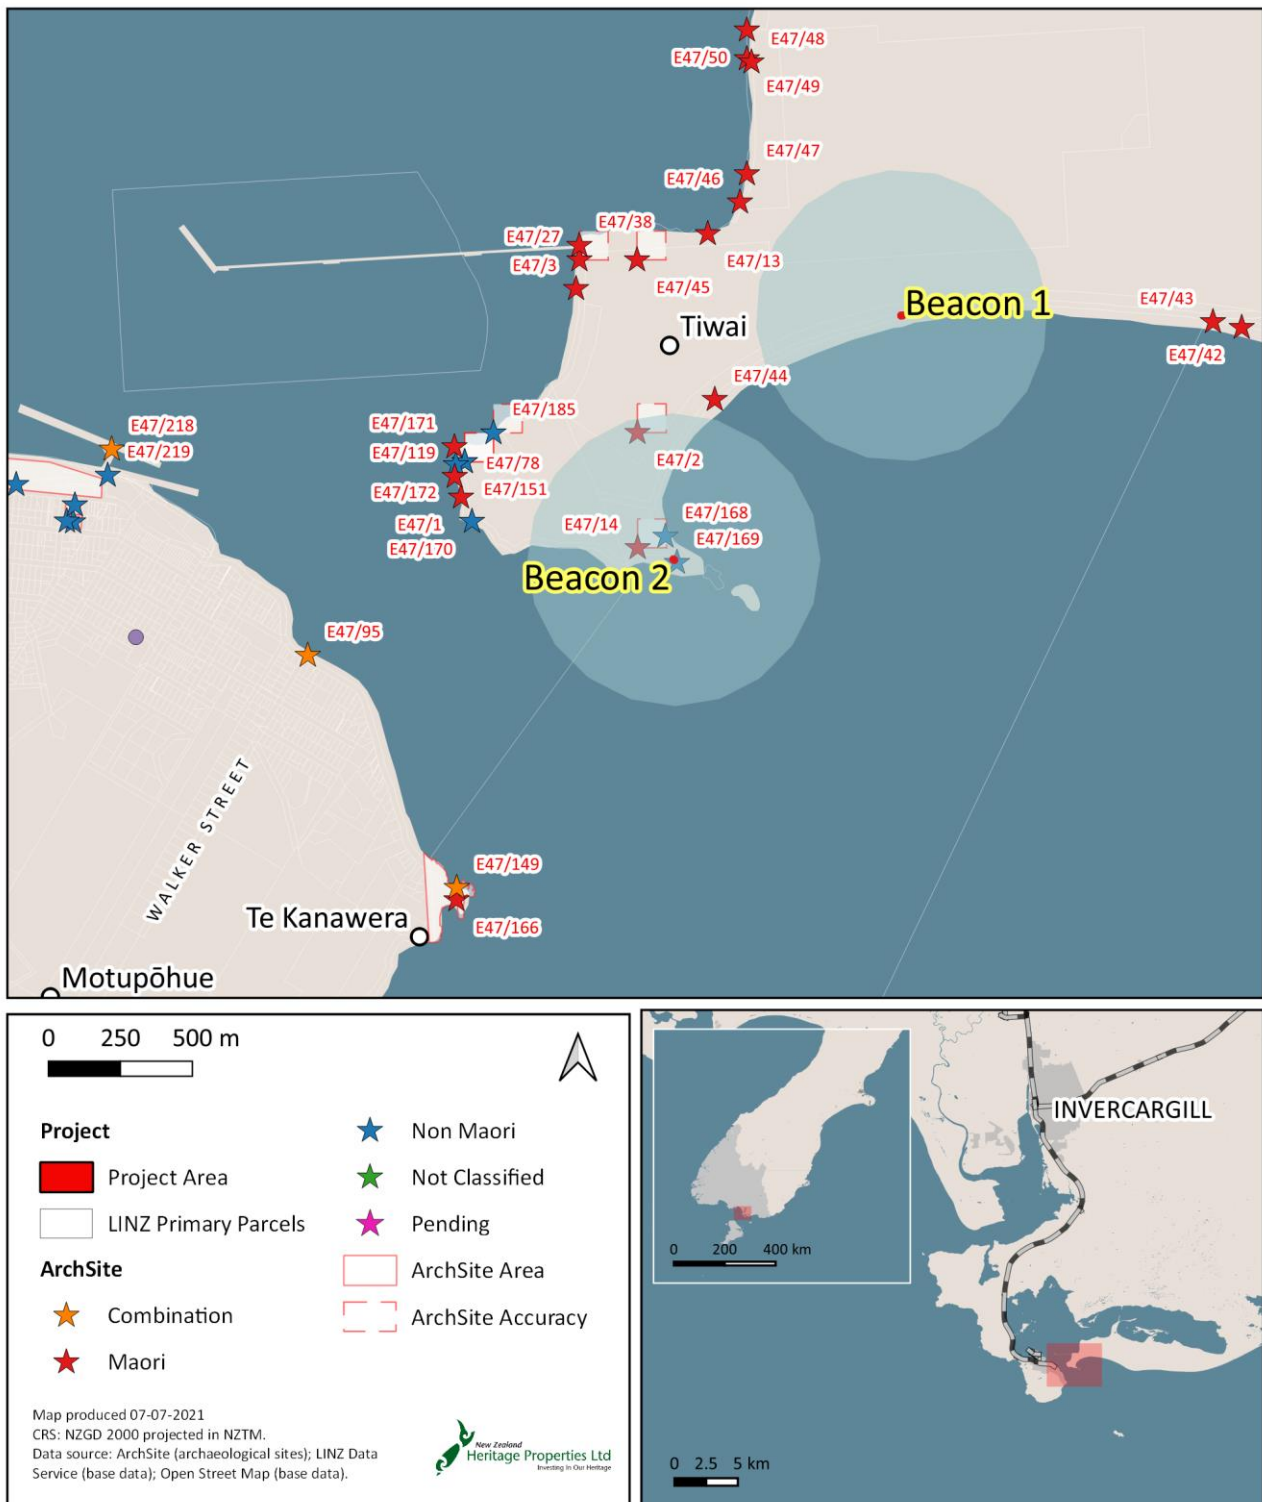 E47/48
E47/50
E47/49
E47/47
E47/46
E47/38
E47/27
E47/3
E47/13
E47/45
Beacon 1
E47/43
E47/42
Tiwai
E47/44
E47/185
E47/171
E47/218
E47/219
E47/119
E47/78
E47/2
E47/172
E47/151
E47/1
E47/14
E47/168
E47/170
E47/169
Beacon 2
E47/95
WALKER STREET
E47/149
Te Kanawera
E47/166
Motupōhue
0 250 500 m
Project
Project Area
LINZ Primary Parcels
ArchSite
Combination
Maori
Non Maori
Not Classified
Pending
ArchSite Area
ArchSite Accuracy
Map produced 07-07-2021
CRS: NZGD 2000 projected in NZTM.
Data source: ArchSite (archaeological sites); LINZ Data
Service (base data); Open Street Map (base data).
New Zealand
Heritage Properties Ltd
Investing In Our Heritage
INVERCARGILL
0 200 400 km
0 2.5 5 km